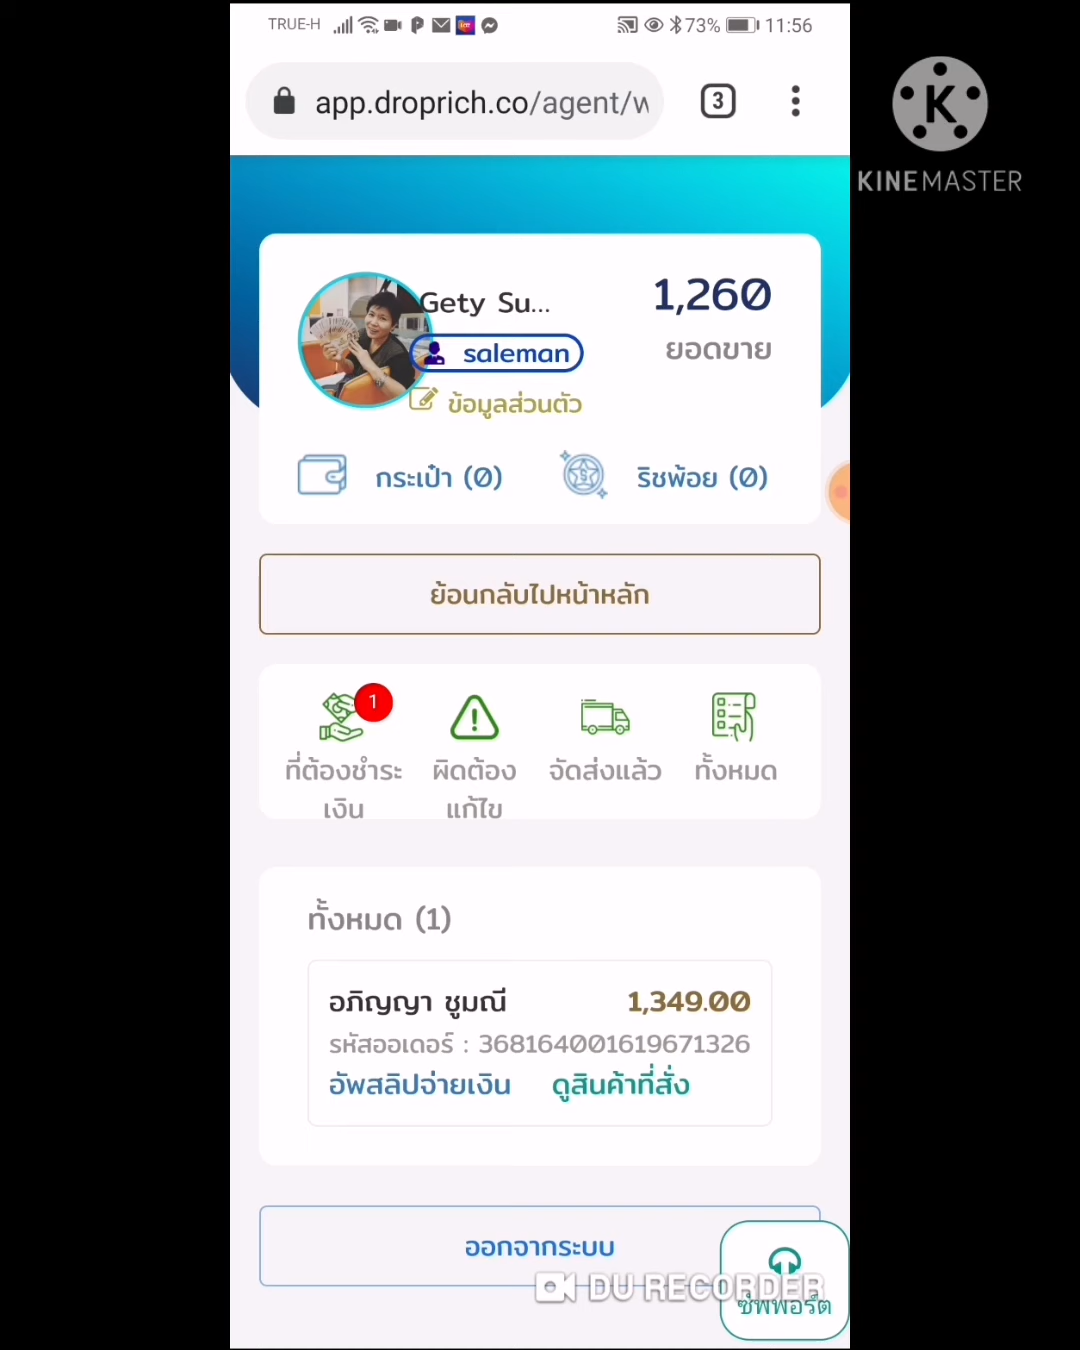 TRUE-H 73% 11:56
app.droprich.co/agent/w
3
KINEMASTER
Gety Su...
1,260
saleman
ยอดขาย
ข้อมูลส่วนตัว
กระเป๋า (0)
ริชพ้อย (0)
ย้อนกลับไปหน้าหลัก
1
ที่ต้องชำระเงิน
ผิดต้องแก้ไข
จัดส่งแล้ว
ทั้งหมด
ทั้งหมด (1)
อภิญญา ชูมณี 1,349.00
รหัสออเดอร์ : 368164001619671326
อัพสลิปจ่ายเงิน ดูสินค้าที่สั่ง
ออกจากระบบ
DU RECORDER
ซัพพอร์ต